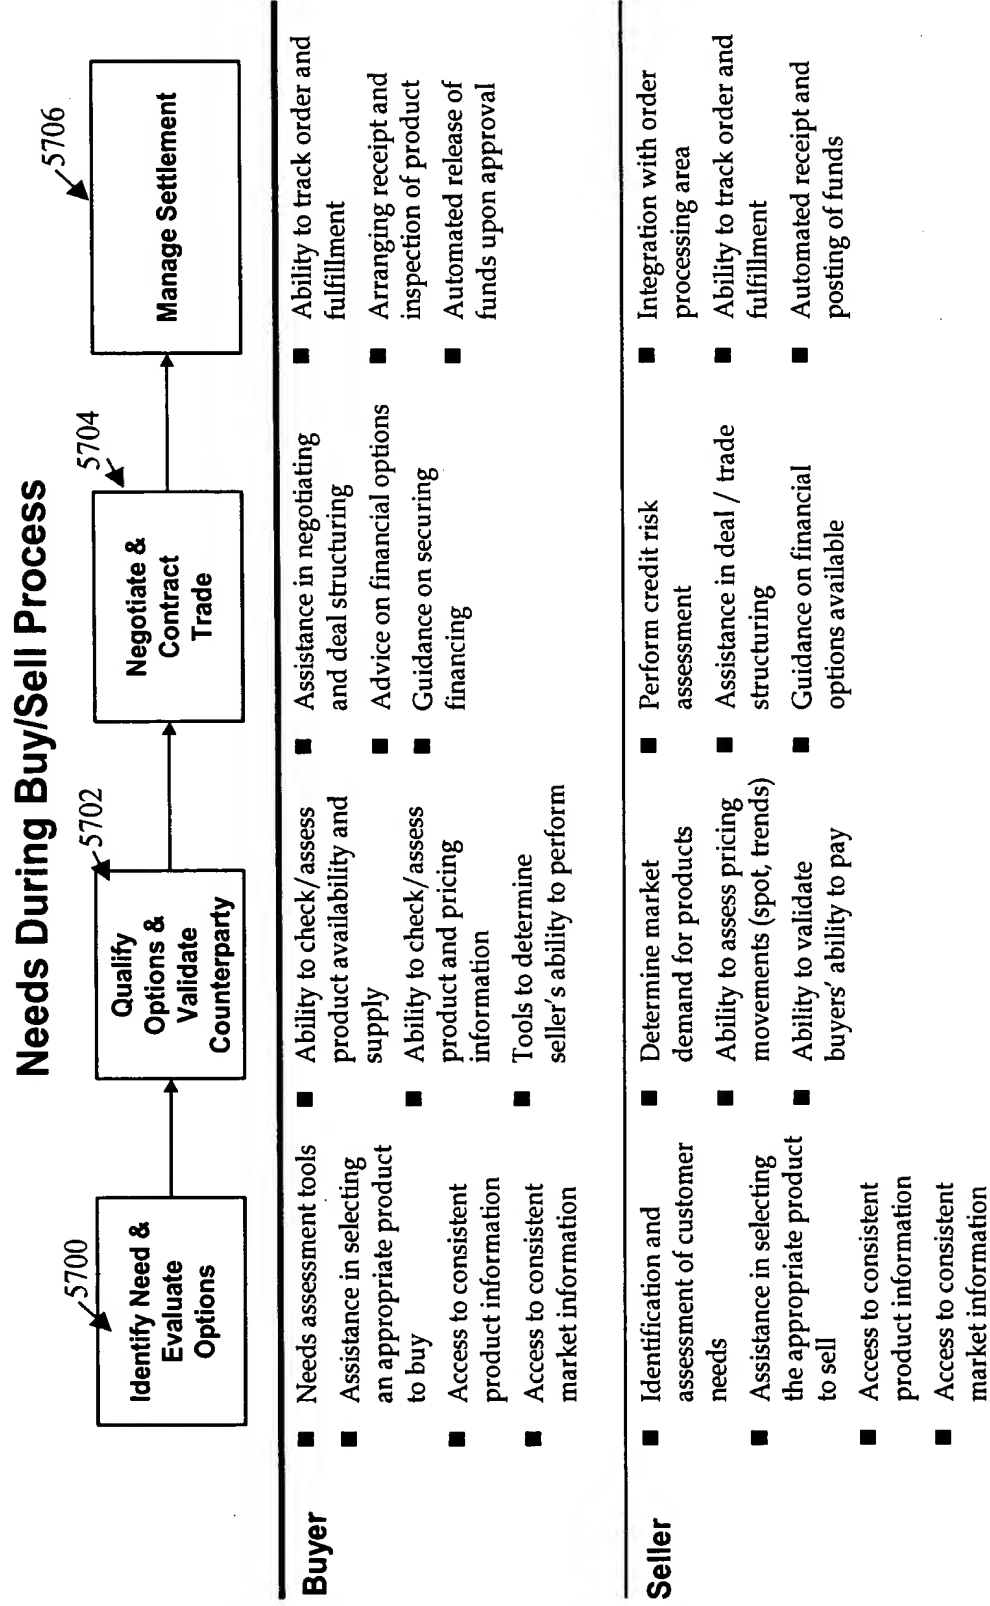 Needs During Buy/Sell Process
5700
Identify Need &
Evaluate
Options
5702
Qualify
Options &
Validate
Counterparty
5704
Negotiate &
Contract
Trade
5706
Manage Settlement
Buyer
■ Needs assessment tools
■ Assistance in selecting
an appropriate product
to buy
■ Access to consistent
product information
■ Access to consistent
market information
■ Ability to check/assess
product availability and
supply
■ Ability to check/assess
product and pricing
information
■ Tools to determine
seller's ability to perform
■ Assistance in negotiating
and deal structuring
■ Advice on financial options
■ Guidance on securing
financing
■ Ability to track order and
fulfillment
■ Arranging receipt and
inspection of product
■ Automated release of
funds upon approval
Seller
■ Identification and
assessment of customer
needs
■ Assistance in selecting
the appropriate product
to sell
■ Access to consistent
product information
■ Access to consistent
market information
■ Determine market
demand for products
■ Ability to assess pricing
movements (spot, trends)
■ Ability to validate
buyers' ability to pay
■ Perform credit risk
assessment
■ Assistance in deal / trade
structuring
■ Guidance on financial
options available
■ Integration with order
processing area
■ Ability to track order and
fulfillment
■ Automated receipt and
posting of funds